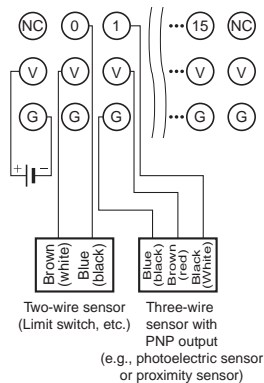 NC 0 1 ••• 15 NC
V V V ••• V V
G G G ••• G G
+ −
Brown
(white)
Blue
(black)
Blue
(black)
Brown
(red)
Black
(White)
Two-wire sensor
(Limit switch, etc.)
Three-wire
sensor with
PNP output
(e.g., photoelectric sensor
or proximity sensor)